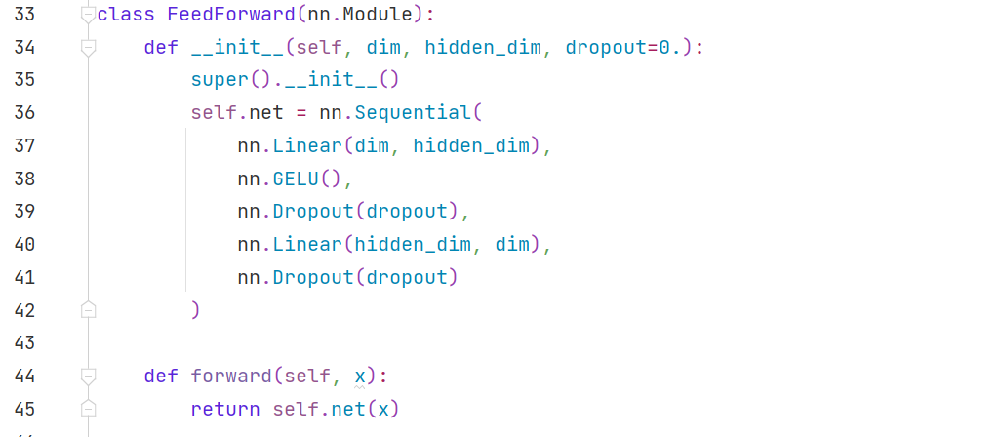 33 class FeedForward(nn.Module):
34     def __init__(self, dim, hidden_dim, dropout=0.):
35         super().__init__()
36         self.net = nn.Sequential(
37             nn.Linear(dim, hidden_dim),
38             nn.GELU(),
39             nn.Dropout(dropout),
40             nn.Linear(hidden_dim, dim),
41             nn.Dropout(dropout)
42         )
43
44     def forward(self, x):
45         return self.net(x)